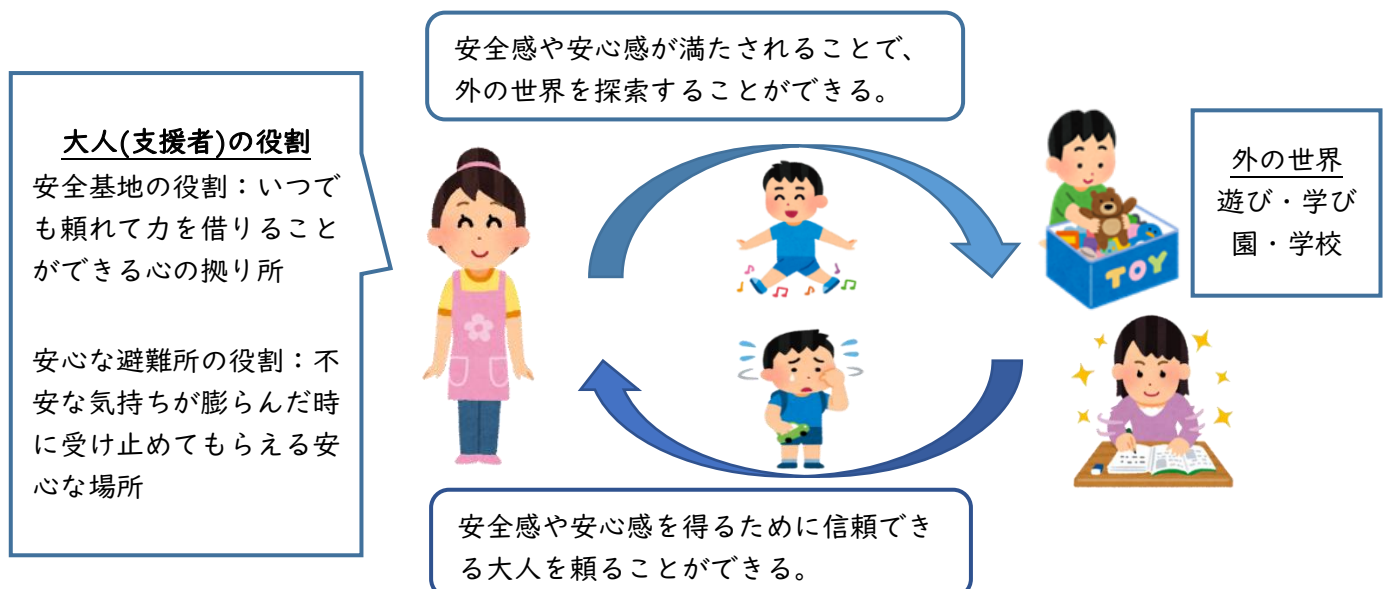 安全感や安心感が満たされることで、
外の世界を探索することができる。
大人(支援者)の役割
安全基地の役割：いつで
も頼れて力を借りること
ができる心の拠り所
安心な避難所の役割：不
安な気持ちが膨らんだ時
に受け止めてもらえる安
心な場所
外の世界
遊び・学び
園・学校
TOY
安全感や安心感を得るために信頼でき
る大人を頼ることができる。